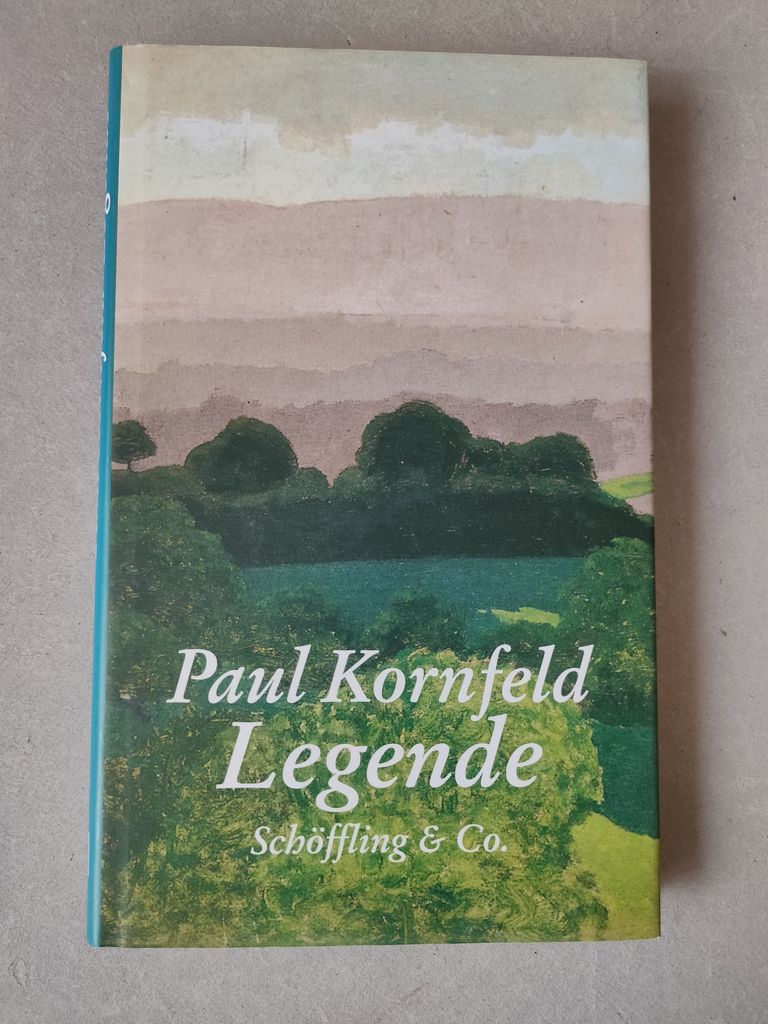 Paul Kornfeld
Legende
Schöffling & Co.